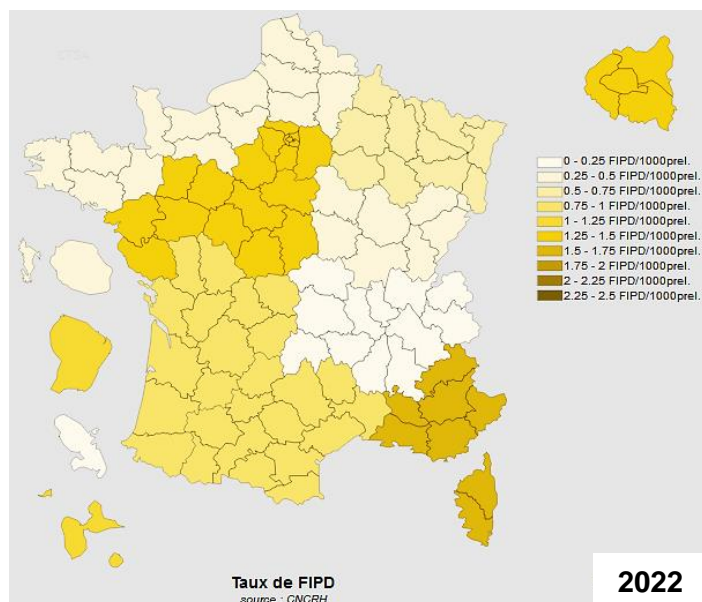 0 - 0.25 FIPD/1000prel.
0.25 - 0.5 FIPD/1000prel.
0.5 - 0.75 FIPD/1000prel.
0.75 - 1 FIPD/1000prel.
1 - 1.25 FIPD/1000prel.
1.25 - 1.5 FIPD/1000prel.
1.5 - 1.75 FIPD/1000prel.
1.75 - 2 FIPD/1000prel.
2 - 2.25 FIPD/1000prel.
2.25 - 2.5 FIPD/1000prel.
Taux de FIPD
source : CNCRH
2022